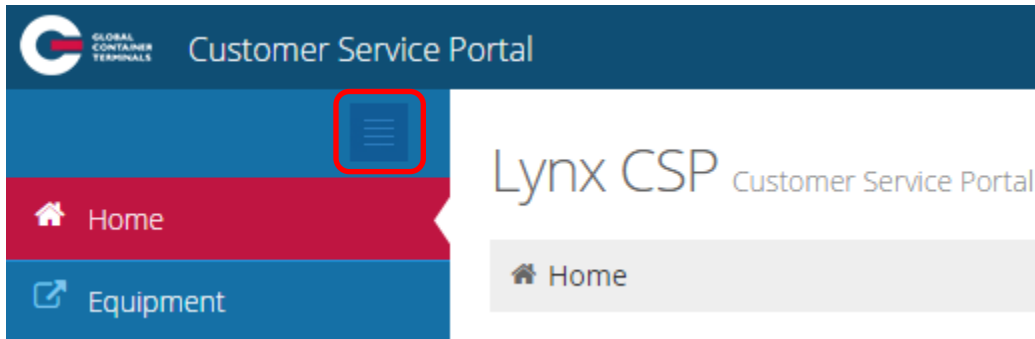 GLOBAL
CONTAINER
TERMINALS
Customer Service Portal
Lynx CSP Customer Service Portal
Home
Home
Equipment